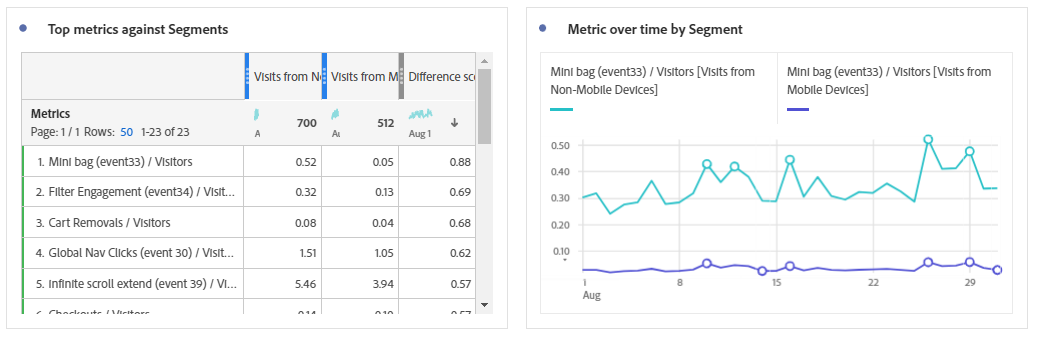 Top metrics against Segments
Visits from N Visits from M Difference sc
Metrics
Page: 1 / 1 Rows: 50 1-23 of 23
A 700 Au 512 Aug 1
1. Mini bag (event33) / Visitors 0.52 0.05 0.88
2. Filter Engagement (event34) / Visit... 0.32 0.13 0.69
3. Cart Removals / Visitors 0.08 0.04 0.68
4. Global Nav Clicks (event 30) / Visit... 1.51 1.05 0.62
5. Infinite scroll extend (event 39) / Vi... 5.46 3.94 0.57
Metric over time by Segment
Mini bag (event33) / Visitors [Visits from
Non-Mobile Devices]
Mini bag (event33) / Visitors [Visits from
Mobile Devices]
0.50
0.40
0.30
0.20
0.10
1 8 15 22 29
Aug